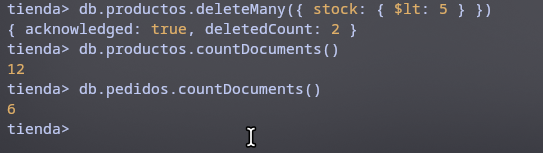 tienda> db.productos.deleteMany({ stock: { $lt: 5 } })
{ acknowledged: true, deletedCount: 2 }
tienda> db.productos.countDocuments()
12
tienda> db.pedidos.countDocuments()
6
tienda>